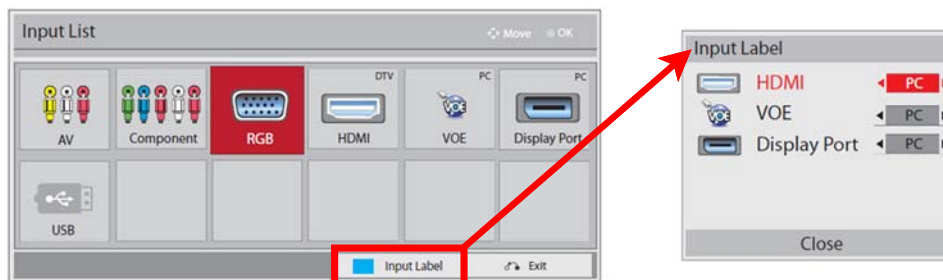 Input List
Move OK
AV
Component
RGB
DTV
HDMI
PC
VOE
PC
Display Port
USB
Input Label
Exit
Input Label
HDMI PC
VOE PC
Display Port PC
Close